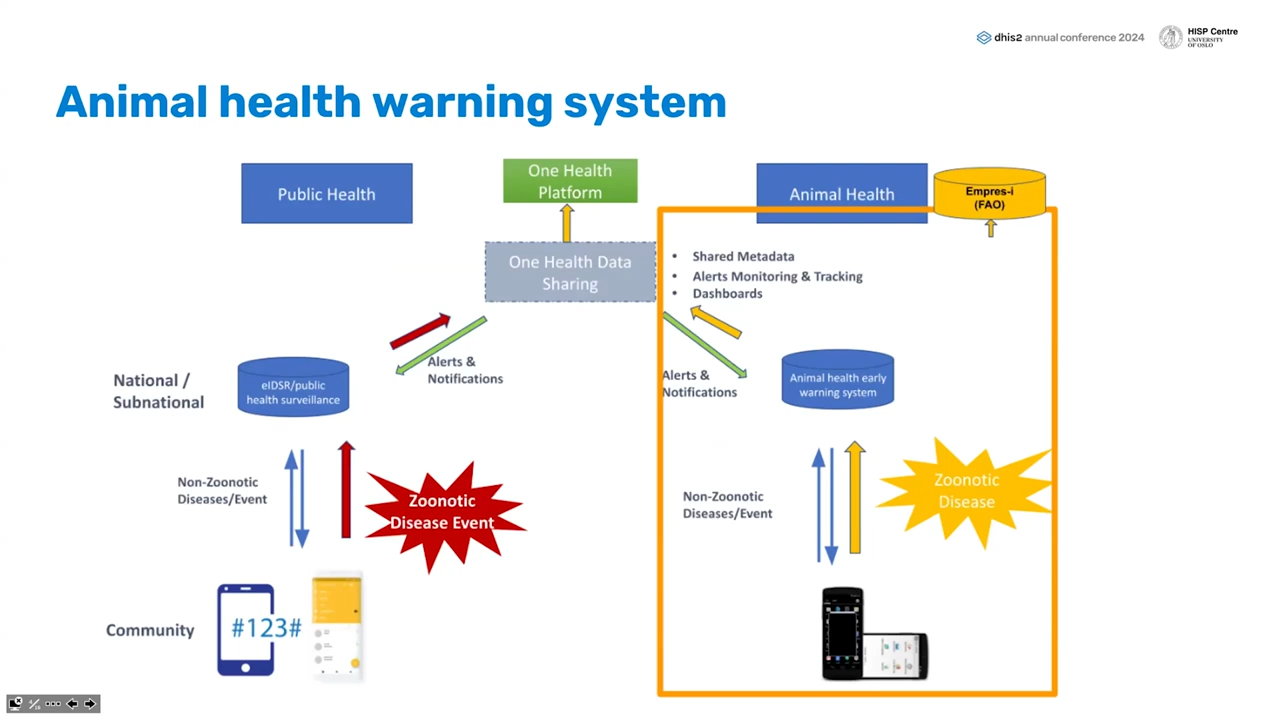 dhis2 annual conference 2024
HISP Centre
UNIVERSITY
OF OSLO
Animal health warning system
Public Health
One Health
Platform
Animal Health
Empres-i
(FAO)
One Health Data
Sharing
• Shared Metadata
• Alerts Monitoring & Tracking
• Dashboards
Alerts &
Notifications
Alerts &
Notifications
National /
Subnational
eIDSR/public
health surveillance
Animal health early
warning system
Non-Zoonotic
Diseases/Event
Zoonotic
Disease Event
Non-Zoonotic
Diseases/Event
Zoonotic
Disease
Community
#123#